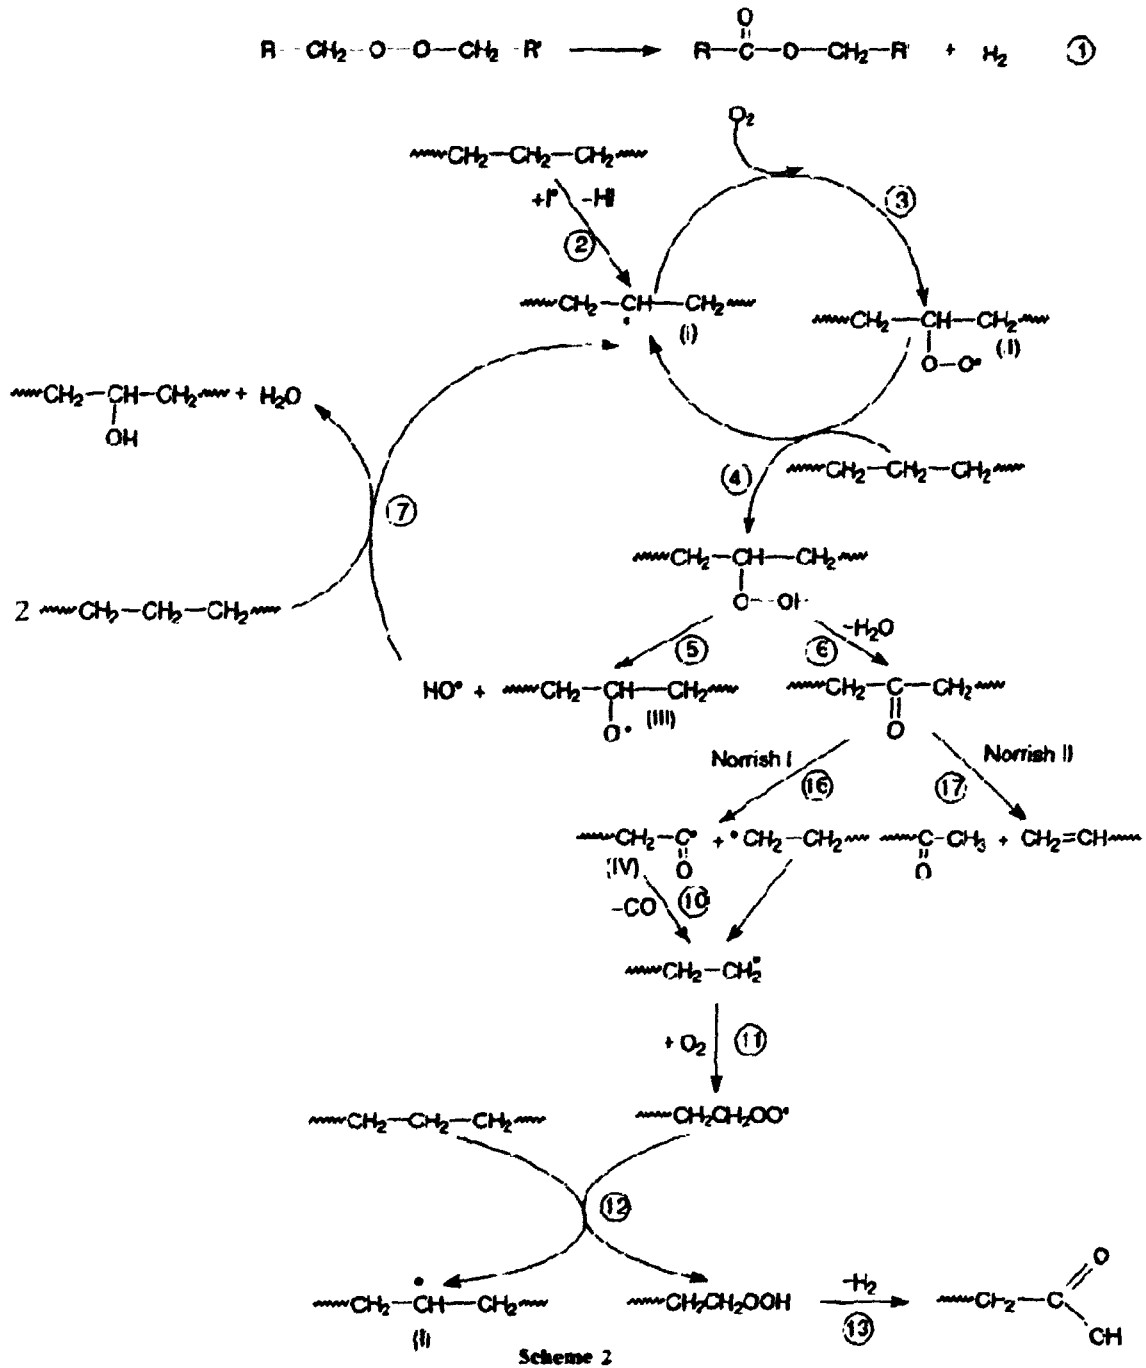 R--CH₂-O--O-CH₂-R' → R-C(=O)-O-CH₂-R' + H₂ ①
O₂
CH₂-CH₂-CH₂
+I• -HI
②
③
CH₂-CH-CH₂
•
(I)
CH₂-CH-CH₂
O-O•
CH₂-CH-CH₂ + H₂O
OH
④
CH₂-CH₂-CH₂
⑦
CH₂-CH-CH₂
O--OH
2 CH₂-CH₂-CH₂
⑤
⑥
-H₂O
HO• + CH₂-CH-CH₂
O•
(III)
CH₂-C-CH₂
O
Norrish I
⑯
⑰
Norrish II
CH₂-C• + •CH₂-CH₂
O
C-CH₃ + CH₂=CH
O
(IV)
-CO
⑩
CH₂-CH₂•
+ O₂
⑪
CH₂-CH₂-CH₂
CH₂CH₂OO•
⑫
•
CH₂-CH-CH₂
(I)
CH₂CH₂OOH
-H₂
⑬
CH₂-C
O
Scheme 2